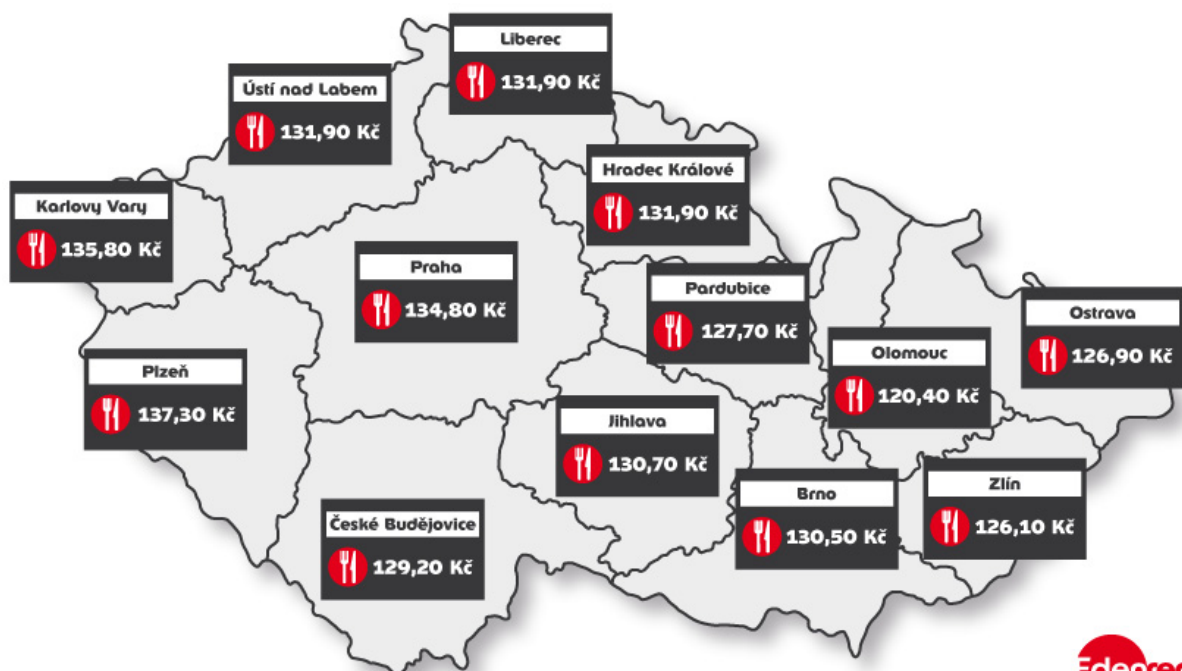 Liberec
131,90 Kč
Ústí nad Labem
131,90 Kč
Hradec Králové
131,90 Kč
Karlovy Vary
135,80 Kč
Praha
134,80 Kč
Pardubice
127,70 Kč
Ostrava
126,90 Kč
Olomouc
120,40 Kč
Plzeň
137,30 Kč
Jihlava
130,70 Kč
Brno
130,50 Kč
Zlín
126,10 Kč
České Budějovice
129,20 Kč